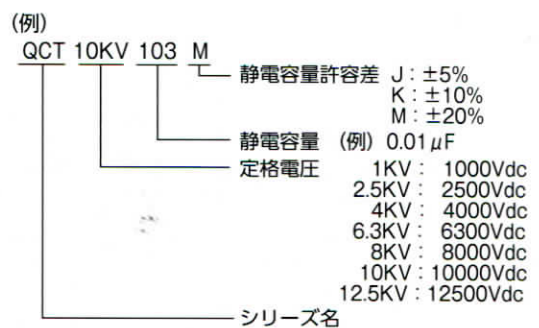 (例)
QCT 10KV 103 M
静電容量許容差 J：±5%
K：±10%
M：±20%
静電容量 (例) 0.01μF
定格電圧 1KV： 1000Vdc
2.5KV： 2500Vdc
4KV： 4000Vdc
6.3KV： 6300Vdc
8KV： 8000Vdc
10KV：10000Vdc
12.5KV：12500Vdc
シリーズ名